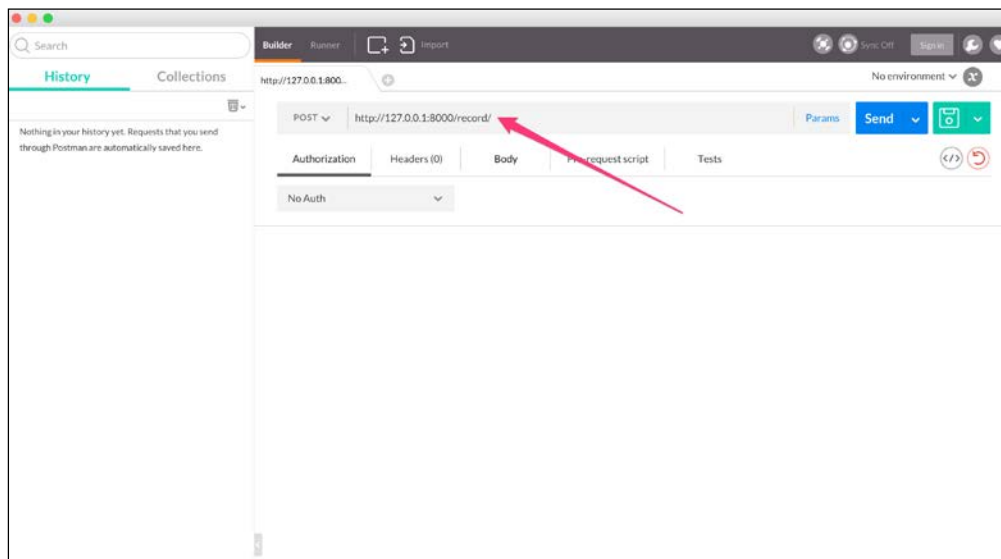 Search
Builder Runner Import Sync Off Sign in
History Collections
http://127.0.0.1:800... No environment
Nothing in your history yet. Requests that you send
through Postman are automatically saved here.
POST http://127.0.0.1:8000/record/ Params Send
Authorization Headers (0) Body Pre-request script Tests
No Auth